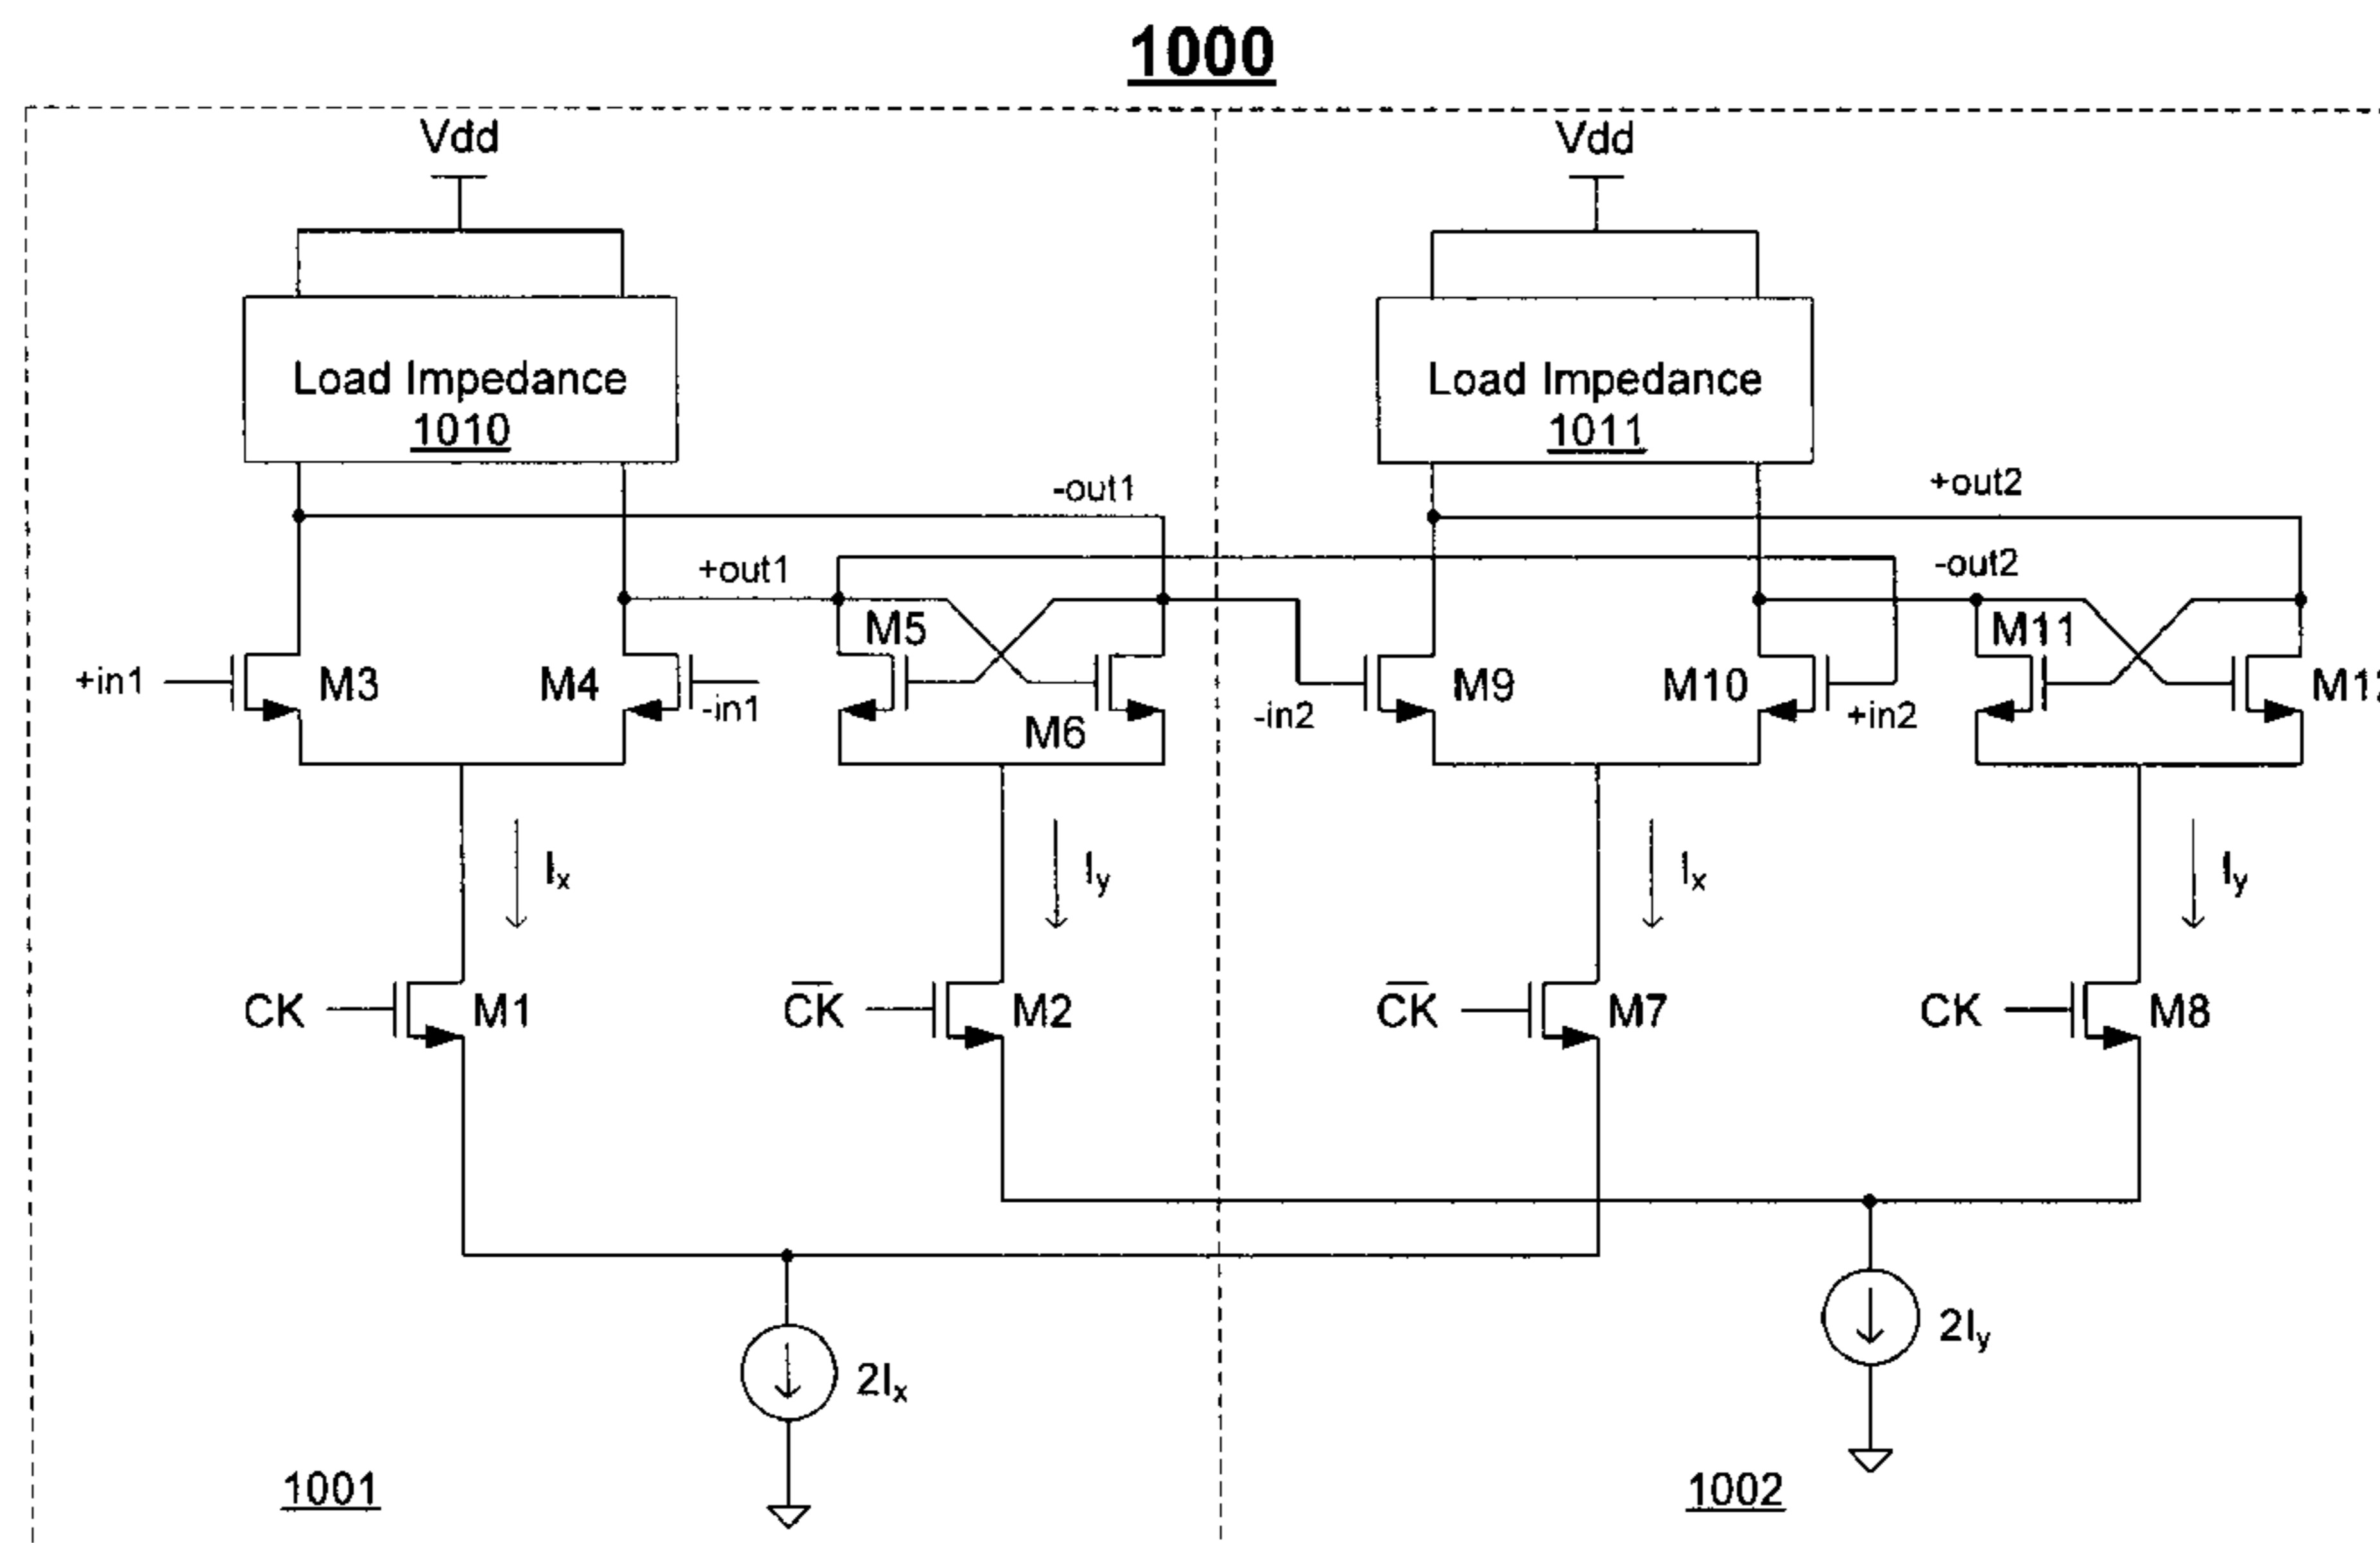 1000
Vdd
Vdd
Load Impedance
1010
Load Impedance
1011
-out1
+out2
+out1
-out2
M5
M11
+in1
M3
M4
-in1
M6
-in2
M9
M10
+in2
Ix
Iy
Ix
Iy
CK
M1
C̅K̅
M2
C̅K̅
M7
CK
M8
2Ix
2Iy
1001
1002